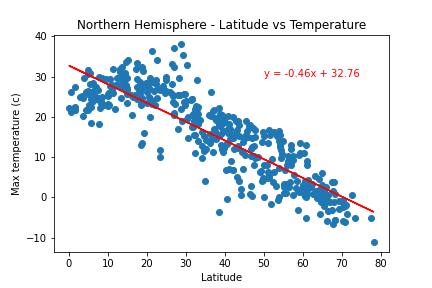 Northern Hemisphere - Latitude vs Temperature
40
y = -0.46x + 32.76
30
20
10
0
−10
Max temperature (c)
0 10 20 30 40 50 60 70 80
Latitude